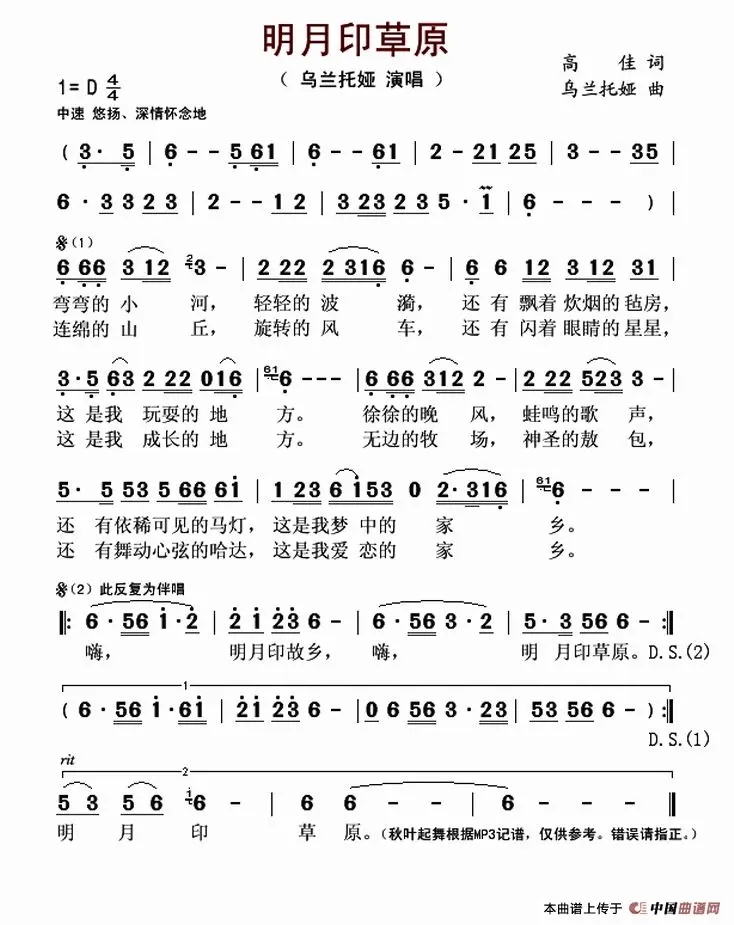 明月印草原
（ 乌兰托娅 演唱 ）
高 佳 词
1= D 4/4
乌兰托娅 曲
中速 悠扬、深情怀念地
( 3· 5 | 6 - - 5 61 | 6 - - 61 | 2 - 21 25 | 3 - - 35 |
6 · 3 3 2 3 | 2 - - 1 2 | 3 23 2 3 5 · 1 | 6 - - - ) |
𝄋(1)
6 66 3 12 2 3 - | 2 22 2 316 6 - | 6 6 12 3 12 31 |
弯弯的 小 河， 轻轻的 波 漪， 还 有 飘着 炊烟的 毡房，
连绵的 山 丘， 旋转的 风 车， 还 有 闪着 眼睛的 星星，
3·5 63 2 22 016 | 61 6 - - - | 6 66 312 2 - | 2 22 523 3 - |
这 是我 玩耍的 地 方。 徐徐的晚 风， 蛙鸣的歌 声，
这 是我 成长的 地 方。 无边的牧 场， 神圣的敖 包，
5· 5 53 5 66 61 | 1 23 6 153 0 2·316 | 61 6 - - - |
还 有依稀可见的马灯， 这是我梦 中的 家 乡。
还 有舞动心弦的哈达， 这是我爱 恋的 家 乡。
𝄋(2) 此反复为伴唱
‖: 6 ·56 1·2 | 2 1 23 6 - | 6 ·56 3·2 | 5· 3 56 6 - :‖
嗨， 明月印故乡， 嗨， 明 月印草原。D.S.(2)
1
( 6 ·56 1·61 | 21 23 6 - | 0 6 56 3 ·23 | 53 56 6 - ) :‖
D.S.(1)
rit
2
5 3 5 6 1 6 - | 6 6 - - | 6 - - - ‖
明 月 印 草 原。(秋叶起舞根据MP3记谱，仅供参考。错误请指正。)
本曲谱上传于 中国曲谱网